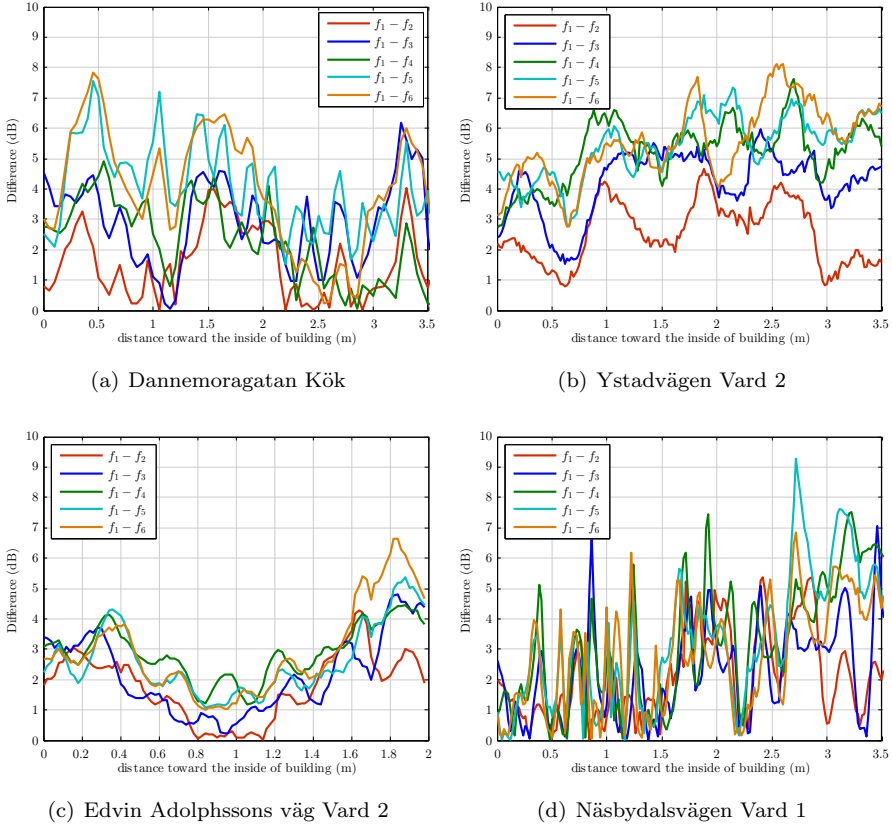 10
9
8
7
6
5
4
3
2
1
0
Difference (dB)
0 0.5 1 1.5 2 2.5 3 3.5
distance toward the inside of building (m)
f₁ − f₂
f₁ − f₃
f₁ − f₄
f₁ − f₅
f₁ − f₆
(a) Dannemoragatan Kök
10
9
8
7
6
5
4
3
2
1
0
Difference (dB)
0 0.5 1 1.5 2 2.5 3 3.5
distance toward the inside of building (m)
f₁ − f₂
f₁ − f₃
f₁ − f₄
f₁ − f₅
f₁ − f₆
(b) Ystadvägen Vard 2
10
9
8
7
6
5
4
3
2
1
0
Difference (dB)
0 0.2 0.4 0.6 0.8 1 1.2 1.4 1.6 1.8 2
distance toward the inside of building (m)
f₁ − f₂
f₁ − f₃
f₁ − f₄
f₁ − f₅
f₁ − f₆
(c) Edvin Adolphssons väg Vard 2
10
9
8
7
6
5
4
3
2
1
0
Difference (dB)
0 0.5 1 1.5 2 2.5 3 3.5
distance toward the inside of building (m)
f₁ − f₂
f₁ − f₃
f₁ − f₄
f₁ − f₅
f₁ − f₆
(d) Näsbydalsvägen Vard 1